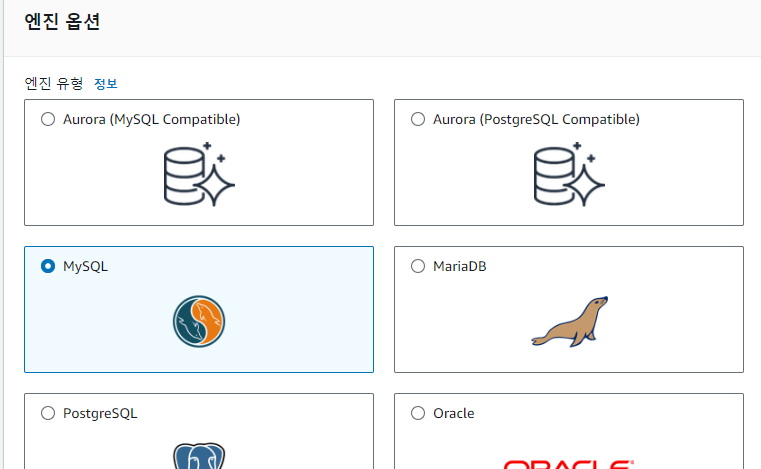 엔진 옵션
엔진 유형 정보
Aurora (MySQL Compatible)
Aurora (PostgreSQL Compatible)
MySQL
MariaDB
PostgreSQL
Oracle
ORACLE